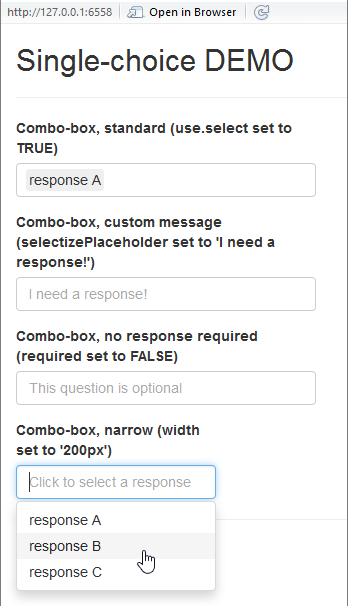 http://127.0.0.1:6558 Open in Browser
Single-choice DEMO
Combo-box, standard (use.select set to
TRUE)
response A
Combo-box, custom message
(selectizePlaceholder set to 'I need a
response!')
I need a response!
Combo-box, no response required
(required set to FALSE)
This question is optional
Combo-box, narrow (width
set to '200px')
Click to select a response
response A
response B
response C